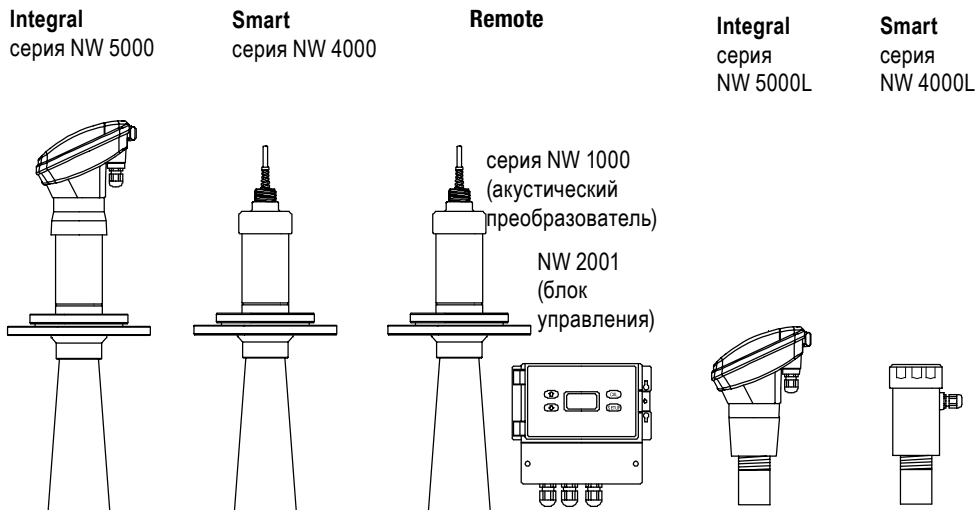 Integral
серия NW 5000
Smart
серия NW 4000
Remote
серия NW 1000
(акустический
преобразователь)
NW 2001
(блок
управления)
Integral
серия
NW 5000L
Smart
серия
NW 4000L